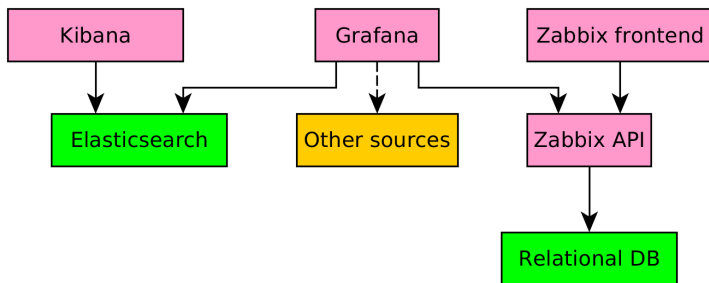 Kibana
Grafana
Zabbix frontend
Elasticsearch
Other sources
Zabbix API
Relational DB